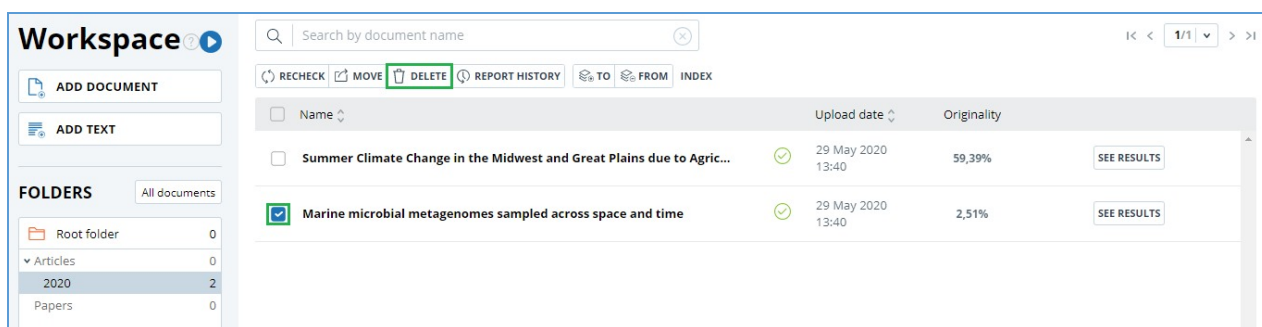 Workspace
ADD DOCUMENT
ADD TEXT
FOLDERS All documents
Root folder 0
Articles 0
2020 2
Papers 0
Search by document name
1/1
RECHECK MOVE DELETE REPORT HISTORY TO FROM INDEX
Name Upload date Originality
Summer Climate Change in the Midwest and Great Plains due to Agric... 29 May 2020 59,39% SEE RESULTS
13:40
Marine microbial metagenomes sampled across space and time 29 May 2020 2,51% SEE RESULTS
13:40